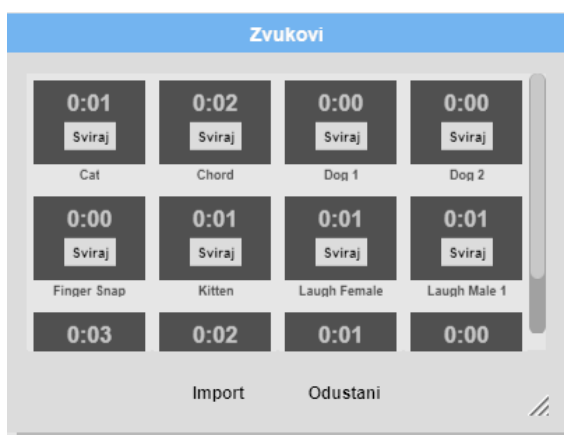 Zvukovi
0:01 0:02 0:00 0:00
Sviraj Sviraj Sviraj Sviraj
Cat Chord Dog 1 Dog 2
0:00 0:01 0:01 0:01
Sviraj Sviraj Sviraj Sviraj
Finger Snap Kitten Laugh Female Laugh Male 1
0:03 0:02 0:01 0:00
Import Odustani